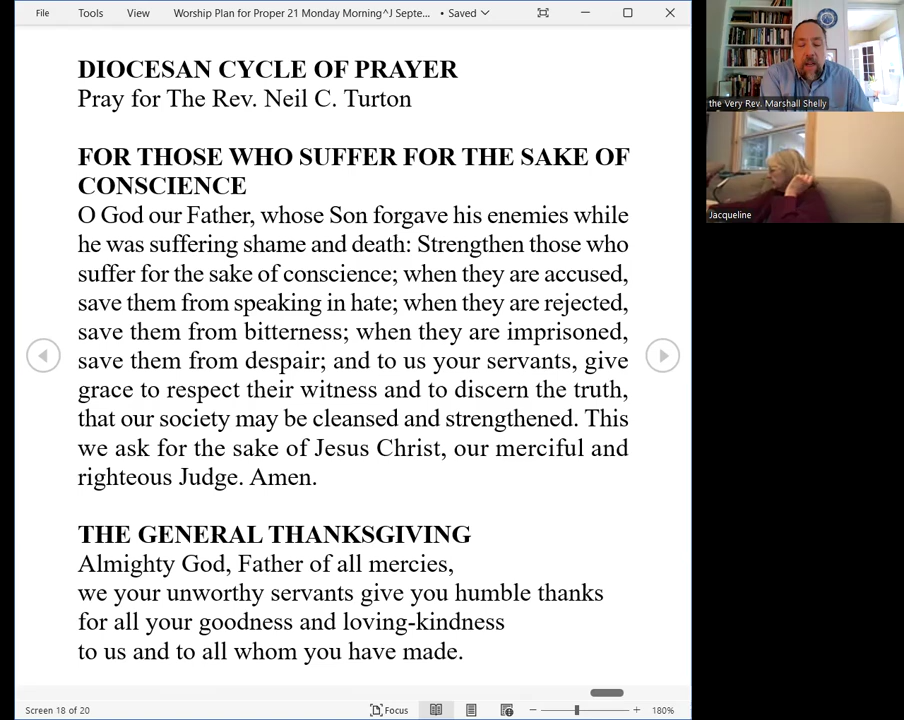 File Tools View Worship Plan for Proper 21 Monday Morning^J Septe... • Saved
DIOCESAN CYCLE OF PRAYER
Pray for The Rev. Neil C. Turton
FOR THOSE WHO SUFFER FOR THE SAKE OF
CONSCIENCE
O God our Father, whose Son forgave his enemies while
he was suffering shame and death: Strengthen those who
suffer for the sake of conscience; when they are accused,
save them from speaking in hate; when they are rejected,
save them from bitterness; when they are imprisoned,
save them from despair; and to us your servants, give
grace to respect their witness and to discern the truth,
that our society may be cleansed and strengthened. This
we ask for the sake of Jesus Christ, our merciful and
righteous Judge. Amen.
THE GENERAL THANKSGIVING
Almighty God, Father of all mercies,
we your unworthy servants give you humble thanks
for all your goodness and loving-kindness
to us and to all whom you have made.
Screen 18 of 20 Focus 180%
the Very Rev. Marshall Shelly
Jacqueline